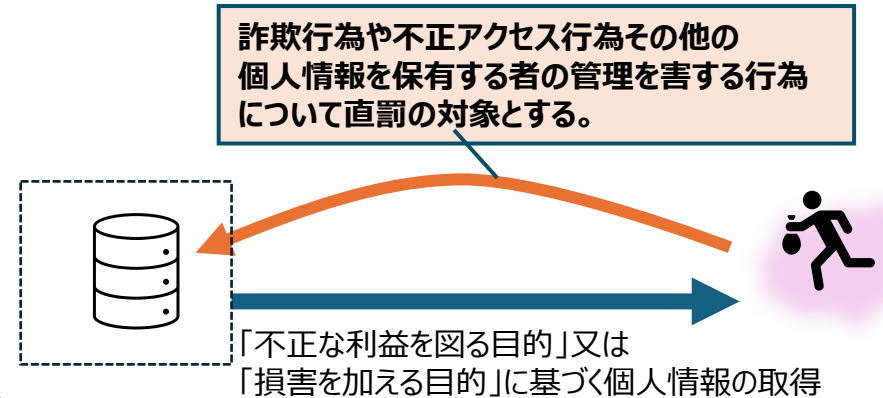 詐欺行為や不正アクセス行為その他の
個人情報を保有する者の管理を害する行為
について直罰の対象とする。
「不正な利益を図る目的」又は
「損害を加える目的」に基づく個人情報の取得